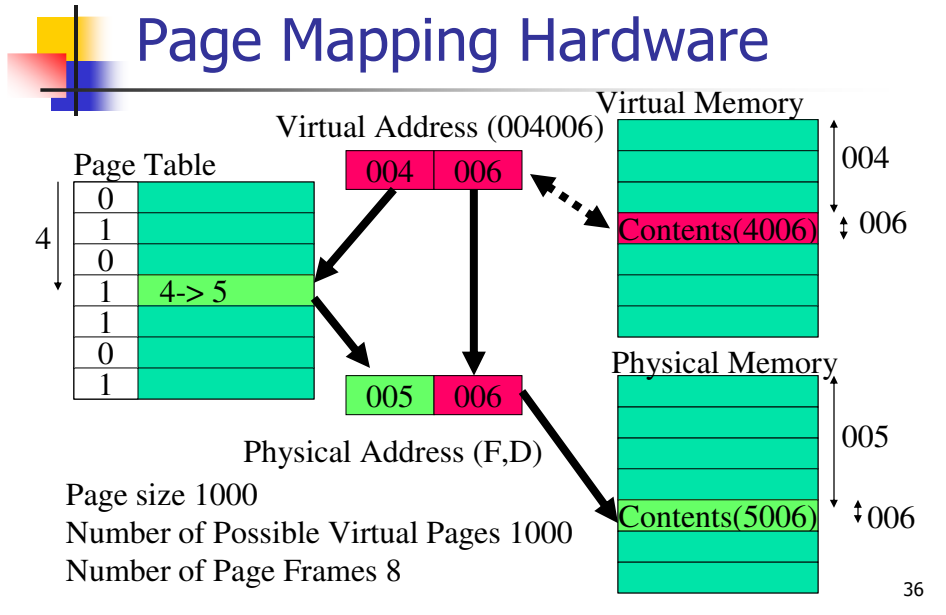 Page Mapping Hardware
Virtual Memory
Virtual Address (004006)
004
Page Table
004 006
0
1
4
0
1 4-> 5
1
0
1
Contents(4006)
006
Physical Memory
005 006
005
Physical Address (F,D)
Contents(5006)
006
Page size 1000
Number of Possible Virtual Pages 1000
Number of Page Frames 8
36